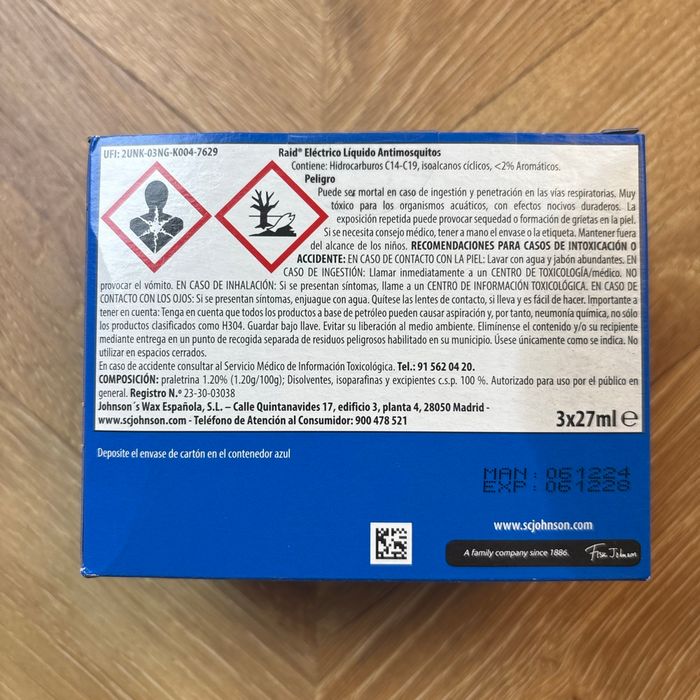 UFI: 2UNK-03NG-K004-7629
Raid® Eléctrico Líquido Antimosquitos
Contiene: Hidrocarburos C14-C19, isoalcanos cíclicos, <2% Aromáticos.
Peligro
Puede ser mortal en caso de ingestión y penetración en las vías respiratorias. Muy
tóxico para los organismos acuáticos, con efectos nocivos duraderos. La
exposición repetida puede provocar sequedad o formación de grietas en la piel.
Si se necesita consejo médico, tener a mano el envase o la etiqueta. Mantener fuera
del alcance de los niños. RECOMENDACIONES PARA CASOS DE INTOXICACIÓN O
ACCIDENTE: EN CASO DE CONTACTO CON LA PIEL: Lavar con agua y jabón abundantes. EN
CASO DE INGESTIÓN: Llamar inmediatamente a un CENTRO DE TOXICOLOGÍA/médico. NO
provocar el vómito. EN CASO DE INHALACIÓN: Si se presentan síntomas, llame a un CENTRO DE INFORMACIÓN TOXICOLÓGICA. EN CASO DE
CONTACTO CON LOS OJOS: Si se presentan síntomas, enjuague con agua. Quítese las lentes de contacto, si lleva y es fácil de hacer. Importante a
tener en cuenta: Tenga en cuenta que todos los productos a base de petróleo pueden causar aspiración y, por tanto, neumonía química, no sólo
los productos clasificados como H304. Guardar bajo llave. Evitar su liberación al medio ambiente. Elimínense el contenido y/o su recipiente
mediante entrega en un punto de recogida separada de residuos peligrosos habilitado en su municipio. Úsese únicamente como se indica. No
utilizar en espacios cerrados.
En caso de accidente consultar al Servicio Médico de Información Toxicológica. Tel.: 91 562 04 20.
COMPOSICIÓN: praletrina 1.20% (1.20g/100g); Disolventes, isoparafinas y excipientes c.s.p. 100 %. Autorizado para uso por el público en
general. Registro N.º 23-30-03038
Johnson´s Wax Española, S.L. – Calle Quintanavides 17, edificio 3, planta 4, 28050 Madrid -
www.scjohnson.com - Teléfono de Atención al Consumidor: 900 478 521
3x27ml ℮
Deposite el envase de cartón en el contenedor azul
MAN : 061224
EXP : 061228
www.scjohnson.com
A family company since 1886.
Fisk Johnson